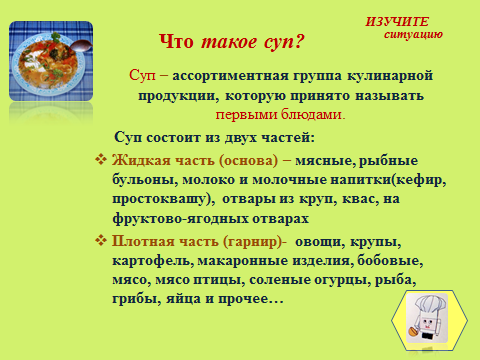 ИЗУЧИТЕ
ситуацию
Что такое суп?
Суп – ассортиментная группа кулинарной
продукции, которую принято называть
первыми блюдами.
Суп состоит из двух частей:
❖ Жидкая часть (основа) – мясные, рыбные
бульоны, молоко и молочные напитки(кефир,
простоквашу), отвары из круп, квас, на
фруктово-ягодных отварах
❖ Плотная часть (гарнир)- овощи, крупы,
картофель, макаронные изделия, бобовые,
мясо, мясо птицы, соленые огурцы, рыба,
грибы, яйца и прочее…